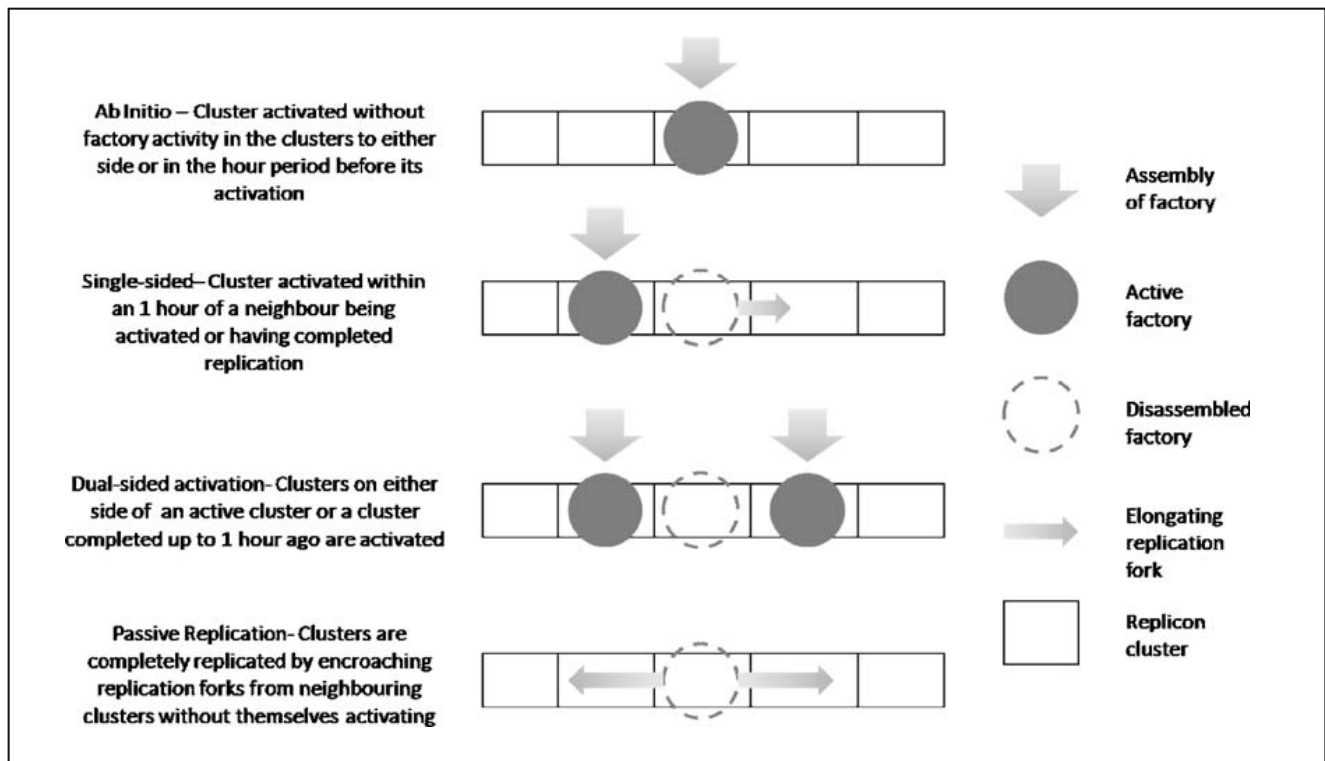 Ab Initio – Cluster activated without
factory activity in the clusters to either
side or in the hour period before its
activation
Single-sided– Cluster activated within
an 1 hour of a neighbour being
activated or having completed
replication
Dual-sided activation- Clusters on either
side of an active cluster or a cluster
completed up to 1 hour ago are activated
Passive Replication- Clusters are
completely replicated by encroaching
replication forks from neighbouring
clusters without themselves activating
Assembly
of factory
Active
factory
Disassembled
factory
Elongating
replication
fork
Replicon
cluster